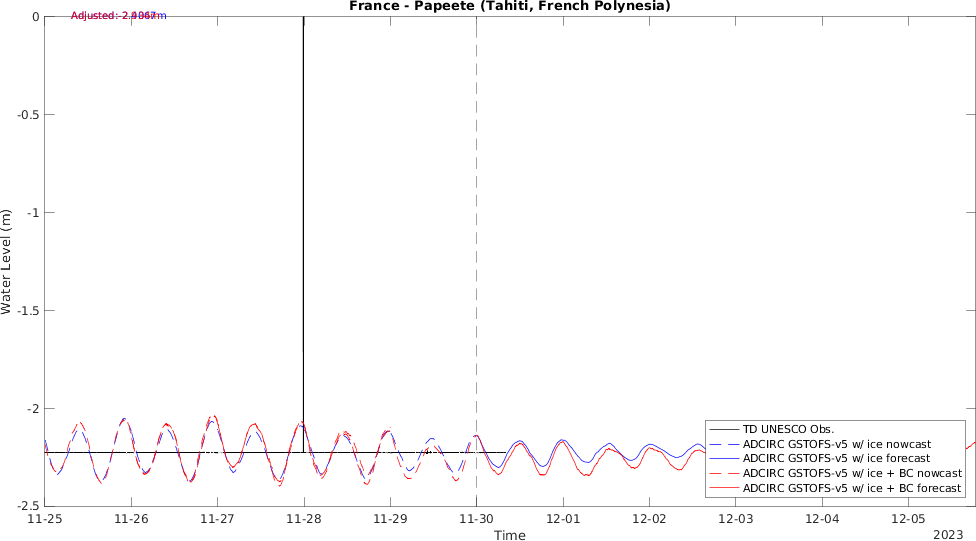 France - Papeete (Tahiti, French Polynesia)
Adjusted:
0
-0.5
-1
-1.5
-2
-2.5
Water Level (m)
TD UNESCO Obs.
ADCIRC GSTOFS-v5 w/ ice nowcast
ADCIRC GSTOFS-v5 w/ ice forecast
ADCIRC GSTOFS-v5 w/ ice + BC nowcast
ADCIRC GSTOFS-v5 w/ ice + BC forecast
11-25 11-26 11-27 11-28 11-29 11-30 12-01 12-02 12-03 12-04 12-05
Time
2023